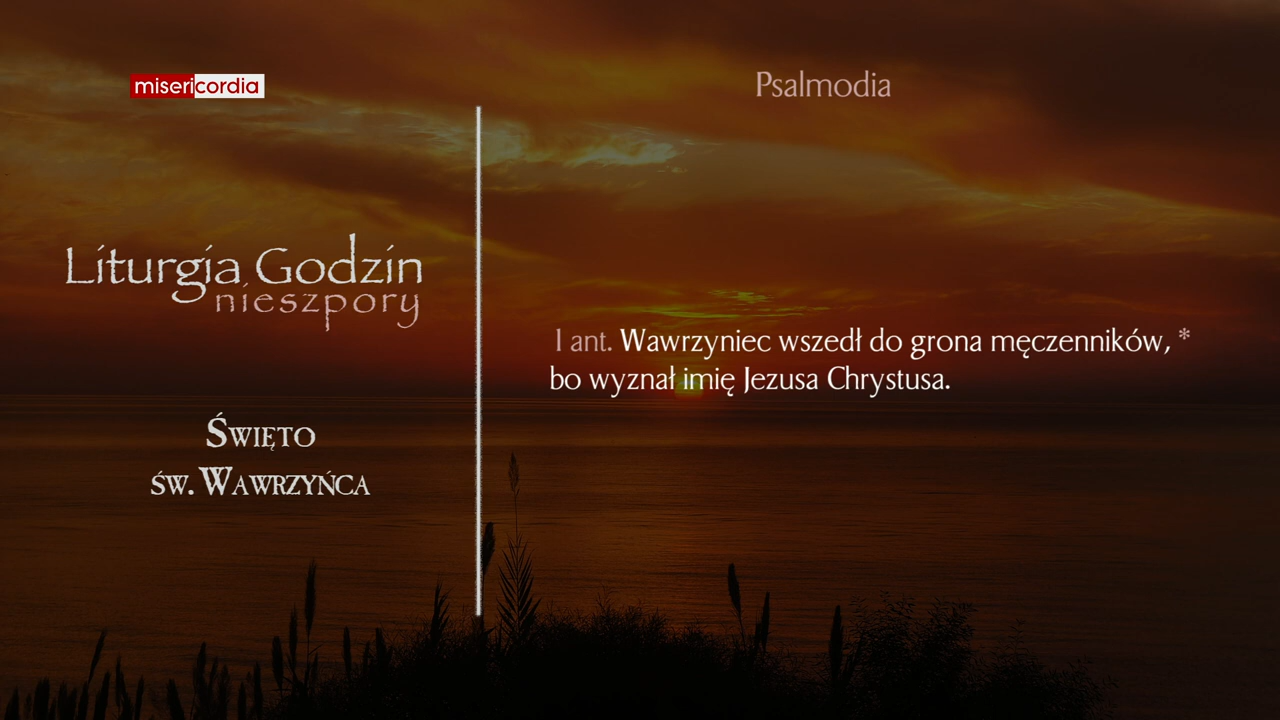 misericordia
Psalmodia
Liturgia Godzin
nieszpory
I ant. Wawrzyniec wszedł do grona męczenników, *
bo wyznał imię Jezusa Chrystusa.
Święto
św. Wawrzyńca